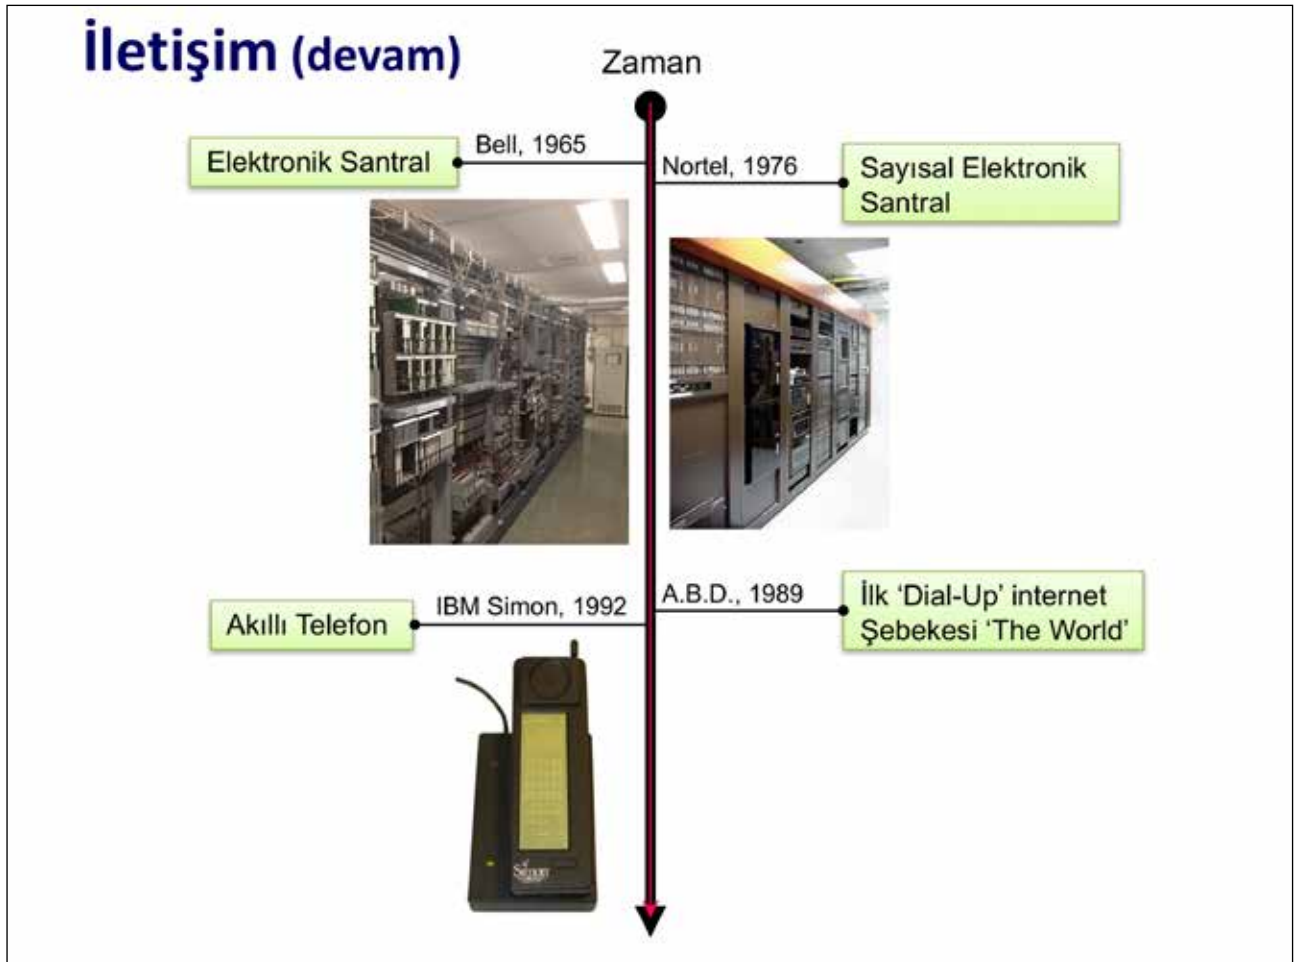 İletişim (devam)
Zaman
Bell, 1965
Elektronik Santral
Nortel, 1976
Sayısal Elektronik
Santral
A.B.D., 1989
İlk ‘Dial-Up’ internet
Şebekesi ‘The World’
IBM Simon, 1992
Akıllı Telefon
Simon